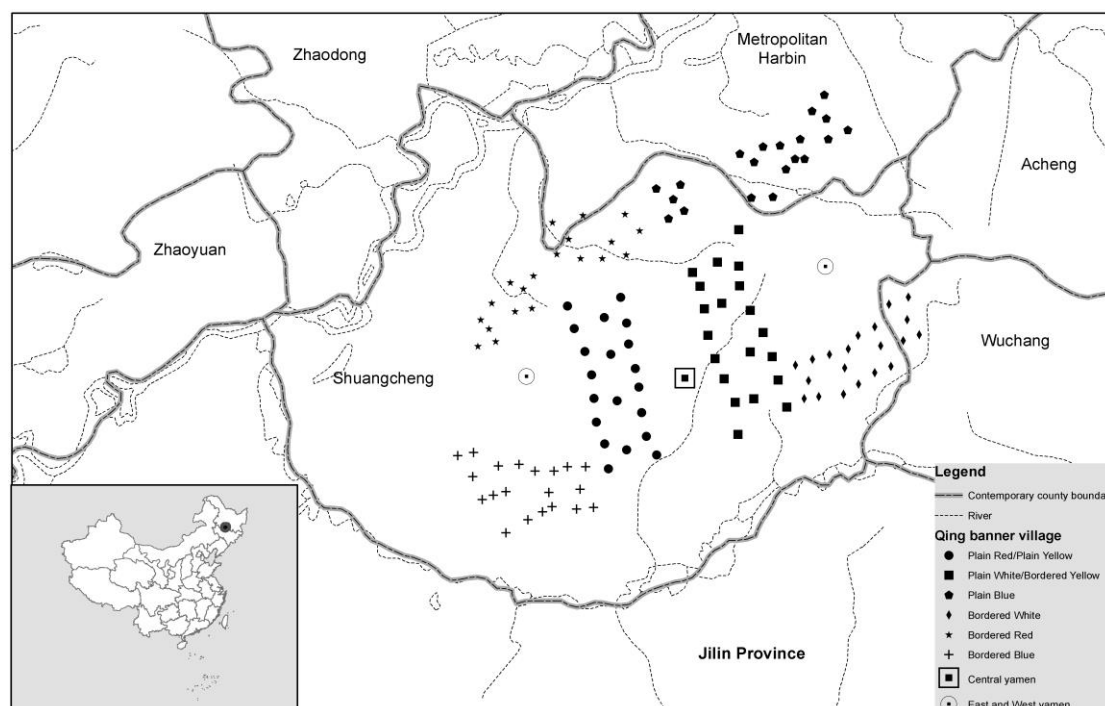 Zhaodong
Metropolitan
Harbin
Acheng
Zhaoyuan
Wuchang
Shuangcheng
Jilin Province
Legend
Contemporary county bounda
River
Qing banner village
Plain Red/Plain Yellow
Plain White/Bordered Yellow
Plain Blue
Bordered White
Bordered Red
Bordered Blue
Central yamen
East and West yamen